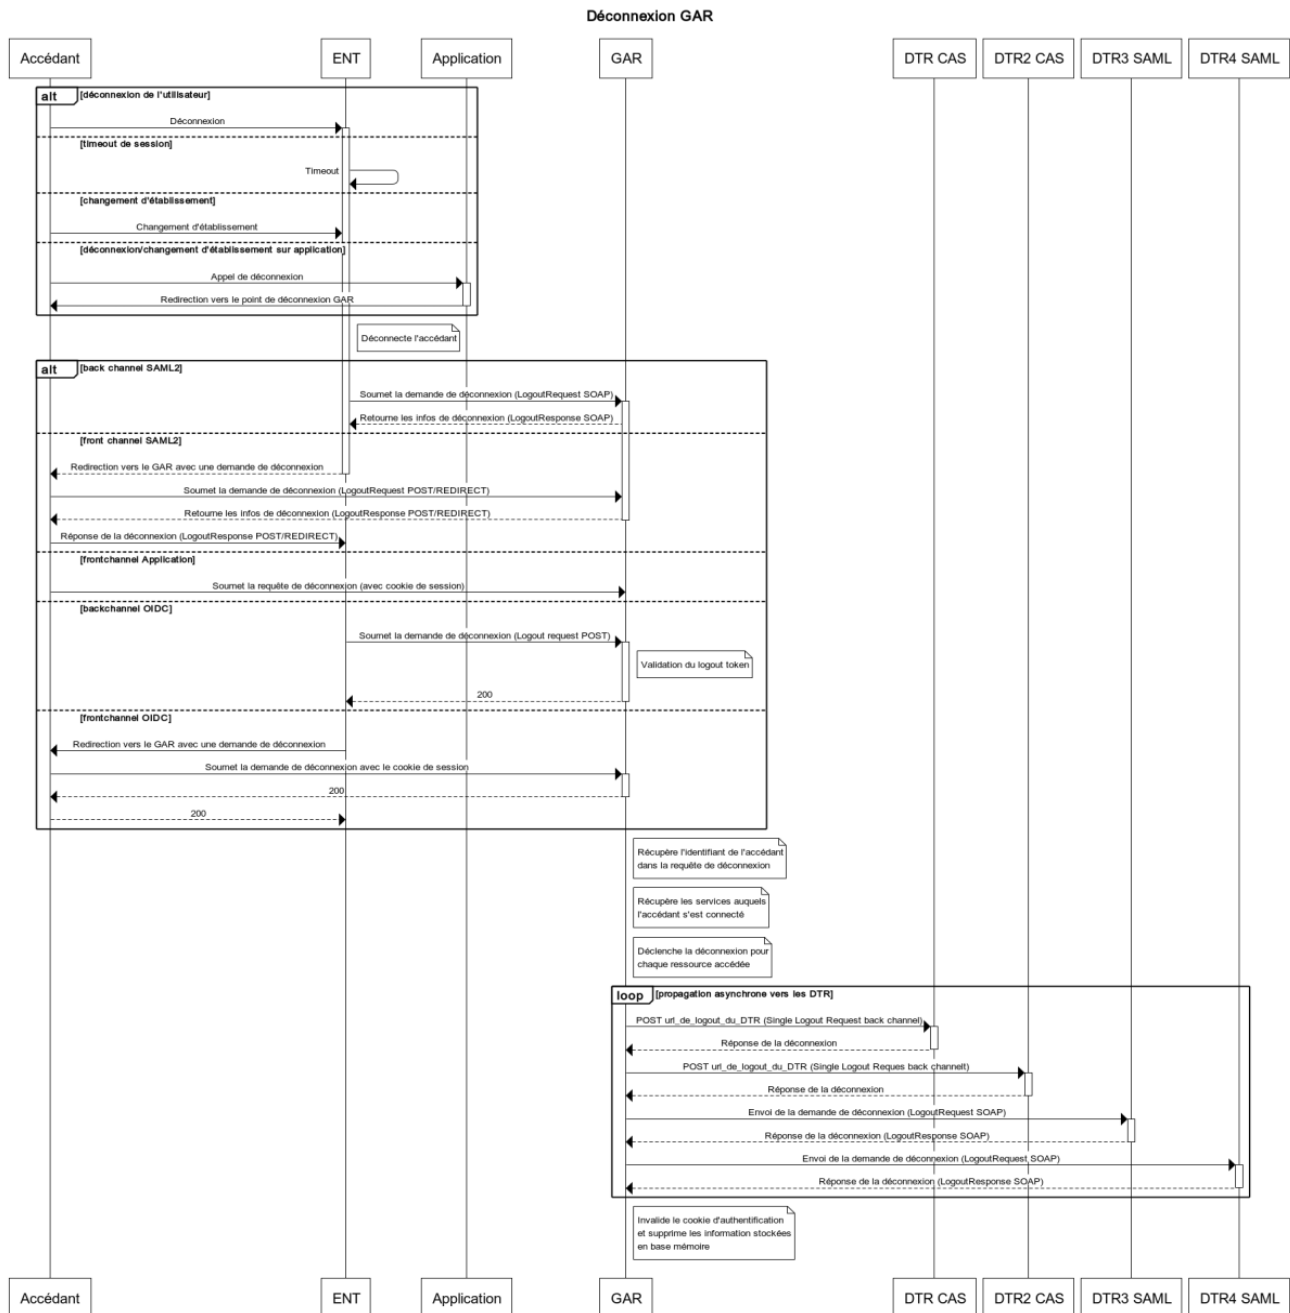 Déconnexion GAR
Accédant
ENT
Application
GAR
DTR CAS
DTR2 CAS
DTR3 SAML
DTR4 SAML
alt
[déconnexion de l'utilisateur]
Déconnexion
[timeout de session]
Timeout
[changement d'établissement]
Changement d'établissement
[déconnexion/changement d'établissement sur application]
Appel de déconnexion
Redirection vers le point de déconnexion GAR
Déconnecte l'accédant
alt
[back channel SAML2]
Soumet la demande de déconnexion (LogoutRequest SOAP)
Retourne les infos de déconnexion (LogoutResponse SOAP)
[front channel SAML2]
Redirection vers le GAR avec une demande de déconnexion
Soumet la demande de déconnexion (LogoutRequest POST/REDIRECT)
Retourne les infos de déconnexion (LogoutResponse POST/REDIRECT)
Réponse de la déconnexion (LogoutResponse POST/REDIRECT)
[frontchannel Application]
Soumet la requête de déconnexion (avec cookie de session)
[backchannel OIDC]
Soumet la demande de déconnexion (Logout request POST)
Validation du logout token
200
[frontchannel OIDC]
Redirection vers le GAR avec une demande de déconnexion
Soumet la demande de déconnexion avec le cookie de session
200
200
Récupère l'identifiant de l'accédant
dans la requête de déconnexion
Récupère les services auquels
l'accédant s'est connecté
Déclenche la déconnexion pour
chaque ressource accédée
loop
[propagation asynchrone vers les DTR]
POST url_de_logout_du_DTR (Single Logout Request back channel)
Réponse de la déconnexion
POST url_de_logout_du_DTR (Single Logout Reques back channelt)
Réponse de la déconnexion
Envoi de la demande de déconnexion (LogoutRequest SOAP)
Réponse de la déconnexion (LogoutResponse SOAP)
Envoi de la demande de déconnexion (LogoutRequest SOAP)
Réponse de la déconnexion (LogoutResponse SOAP)
Invalide le cookie d'authentification
et supprime les information stockées
en base mémoire
Accédant
ENT
Application
GAR
DTR CAS
DTR2 CAS
DTR3 SAML
DTR4 SAML